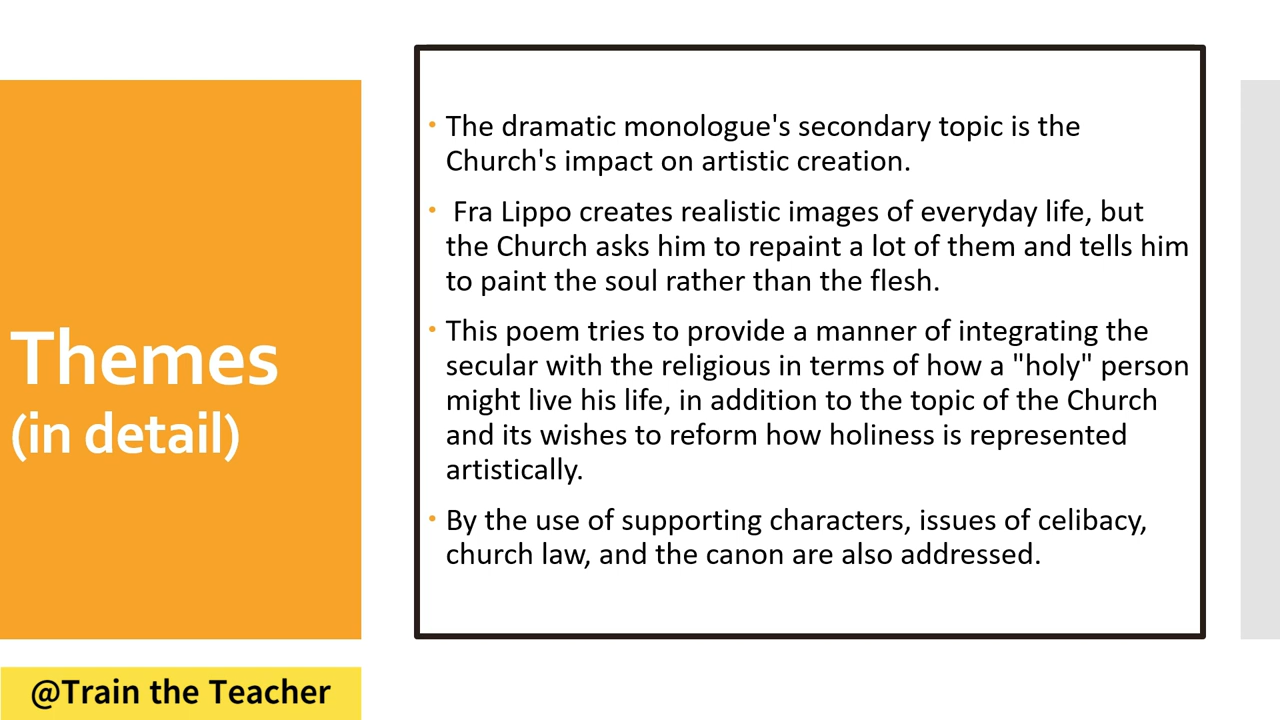 Themes
(in detail)
• The dramatic monologue's secondary topic is the
Church's impact on artistic creation.
• Fra Lippo creates realistic images of everyday life, but
the Church asks him to repaint a lot of them and tells him
to paint the soul rather than the flesh.
• This poem tries to provide a manner of integrating the
secular with the religious in terms of how a "holy" person
might live his life, in addition to the topic of the Church
and its wishes to reform how holiness is represented
artistically.
• By the use of supporting characters, issues of celibacy,
church law, and the canon are also addressed.
@Train the Teacher